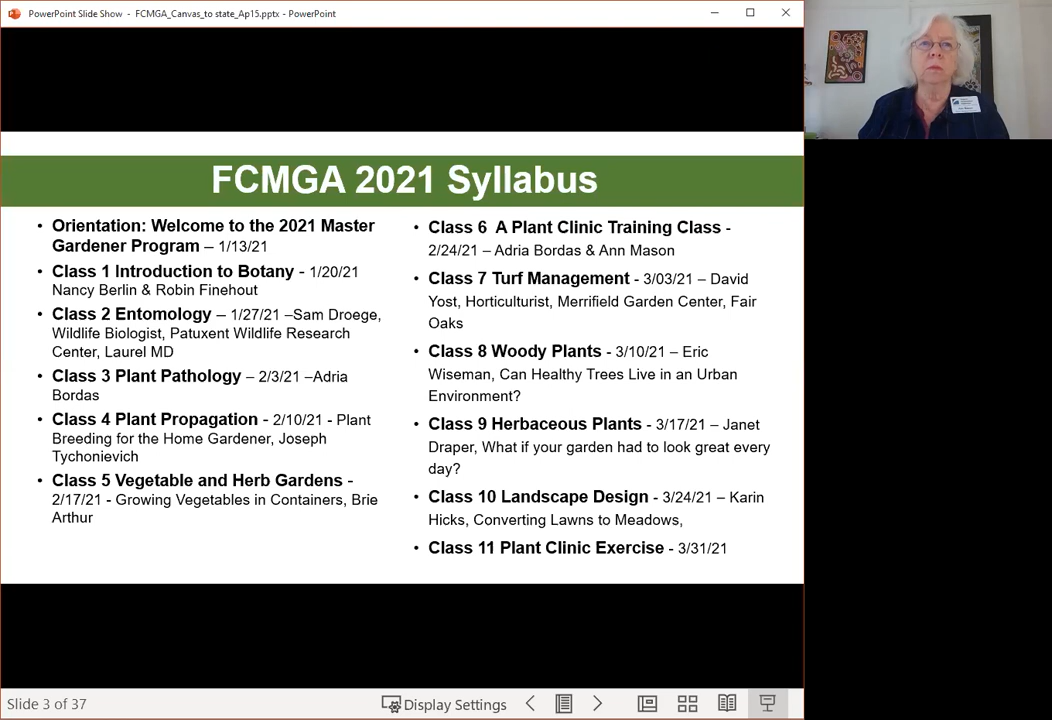 PowerPoint Slide Show - FCMGA_Canvas_to state_Ap15.pptx - PowerPoint
FCMGA 2021 Syllabus
• Orientation: Welcome to the 2021 Master
Gardener Program – 1/13/21
• Class 1 Introduction to Botany - 1/20/21
Nancy Berlin & Robin Finehout
• Class 2 Entomology – 1/27/21 –Sam Droege,
Wildlife Biologist, Patuxent Wildlife Research
Center, Laurel MD
• Class 3 Plant Pathology – 2/3/21 –Adria
Bordas
• Class 4 Plant Propagation - 2/10/21 - Plant
Breeding for the Home Gardener, Joseph
Tychonievich
• Class 5 Vegetable and Herb Gardens -
2/17/21 - Growing Vegetables in Containers, Brie
Arthur
• Class 6 A Plant Clinic Training Class -
2/24/21 – Adria Bordas & Ann Mason
• Class 7 Turf Management - 3/03/21 – David
Yost, Horticulturist, Merrifield Garden Center, Fair
Oaks
• Class 8 Woody Plants - 3/10/21 – Eric
Wiseman, Can Healthy Trees Live in an Urban
Environment?
• Class 9 Herbaceous Plants - 3/17/21 – Janet
Draper, What if your garden had to look great every
day?
• Class 10 Landscape Design - 3/24/21 – Karin
Hicks, Converting Lawns to Meadows,
• Class 11 Plant Clinic Exercise - 3/31/21
Slide 3 of 37
Display Settings